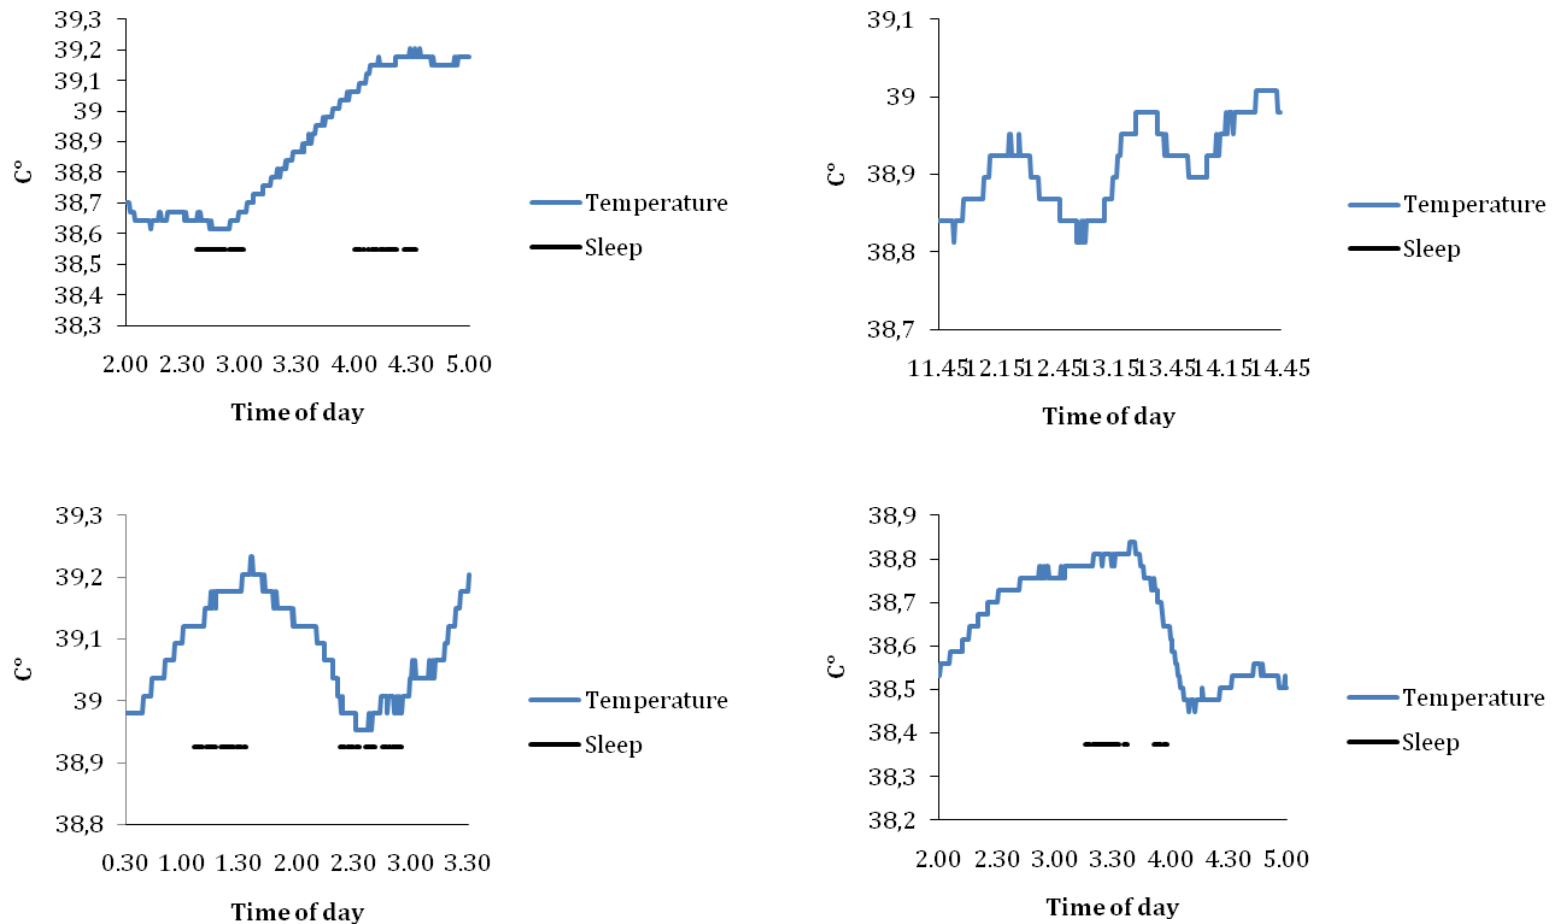 39,3
39,2
39,1
39
38,9
38,8
38,7
38,6
38,5
38,4
38,3
C°
Temperature
Sleep
2.00 2.30 3.00 3.30 4.00 4.30 5.00
Time of day
39,1
39
38,9
38,8
38,7
C°
Temperature
Sleep
11.45 12.15 12.45 13.15 13.45 14.15 14.45
Time of day
39,3
39,2
39,1
39
38,9
38,8
C°
Temperature
Sleep
0.30 1.00 1.30 2.00 2.30 3.00 3.30
Time of day
38,9
38,8
38,7
38,6
38,5
38,4
38,3
38,2
C°
Temperature
Sleep
2.00 2.30 3.00 3.30 4.00 4.30 5.00
Time of day